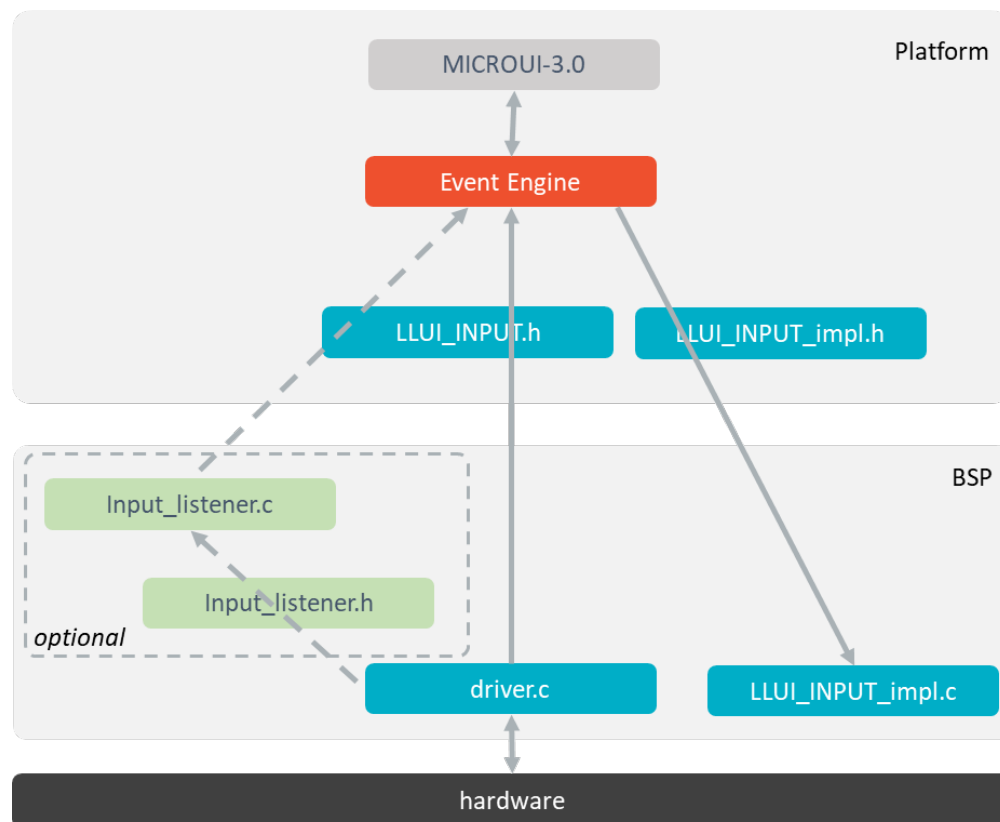 Platform
MICROUI-3.0
Event Engine
LLUI_INPUT.h
LLUI_INPUT_impl.h
BSP
Input_listener.c
Input_listener.h
optional
driver.c
LLUI_INPUT_impl.c
hardware